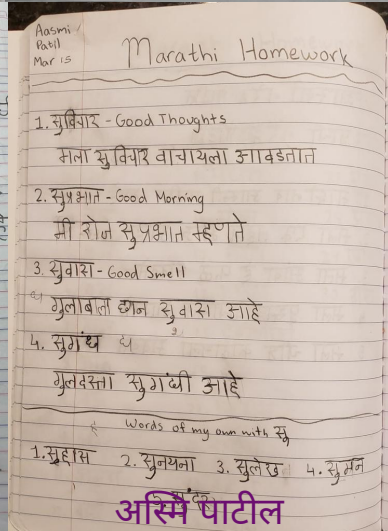 Aasmi
Patil
Mar 15
Marathi Homework
1. सुविचार - Good Thoughts
मला सुविचार वाचायला आवडतात
2. सुप्रभात - Good Morning
मी रोज सुप्रभात म्हणते
3. सुवास - Good Smell
गुलाबाला छान सुवास आहे
4. सुगंध ध
गुलदस्ता सुगंधी आहे
Words of my own with सु
1. सुहास 2. सुनयना 3. सुलेख 4. सुमन
अस्मि पाटील